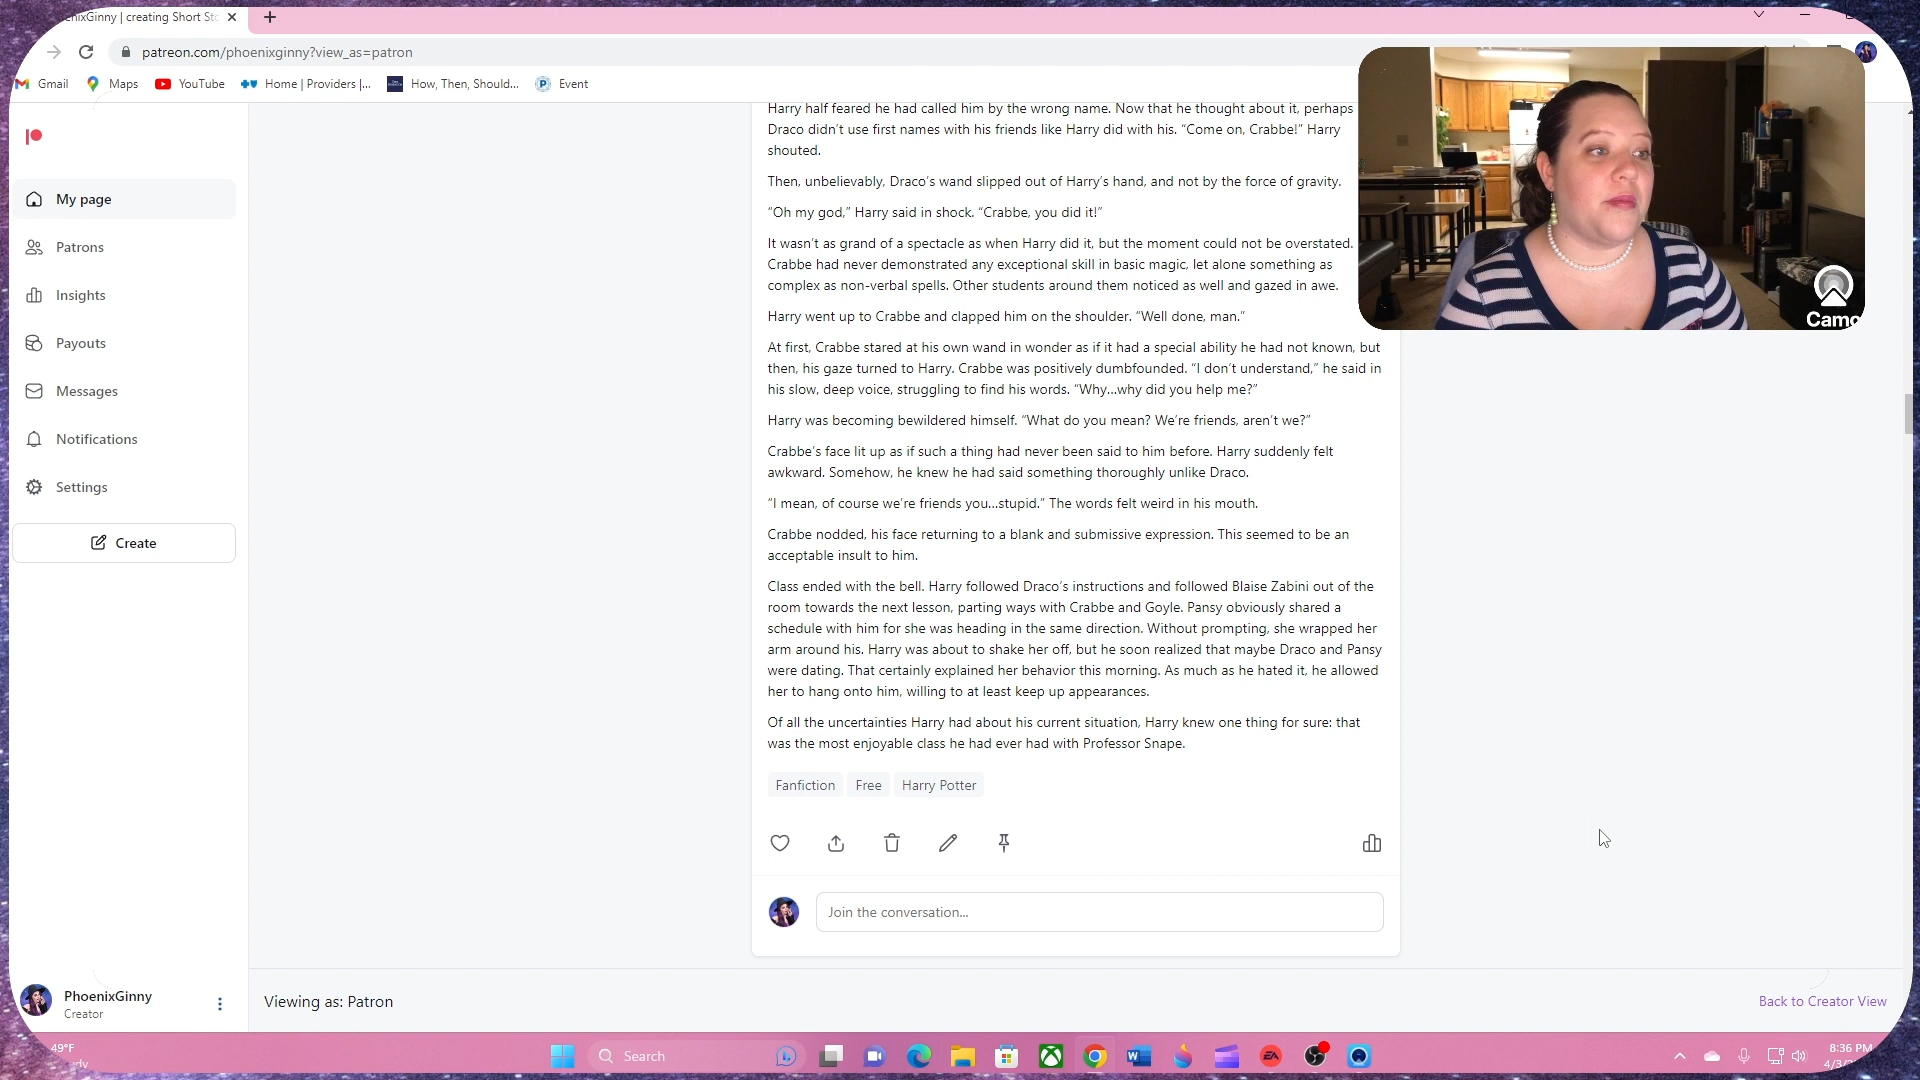 enixGinny | creating Short Sto
patreon.com/phoenixginny?view_as=patron
Gmail Maps YouTube Home | Providers |... How, Then, Should... Event
My page
Patrons
Insights
Payouts
Messages
Notifications
Settings
Create
PhoenixGinny
Creator
Harry half feared he had called him by the wrong name. Now that he thought about it, perhaps
Draco didn’t use first names with his friends like Harry did with his. “Come on, Crabbe!” Harry
shouted.
Then, unbelievably, Draco’s wand slipped out of Harry’s hand, and not by the force of gravity.
“Oh my god,” Harry said in shock. “Crabbe, you did it!”
It wasn’t as grand of a spectacle as when Harry did it, but the moment could not be overstated.
Crabbe had never demonstrated any exceptional skill in basic magic, let alone something as
complex as non-verbal spells. Other students around them noticed as well and gazed in awe.
Harry went up to Crabbe and clapped him on the shoulder. “Well done, man.”
At first, Crabbe stared at his own wand in wonder as if it had a special ability he had not known, but
then, his gaze turned to Harry. Crabbe was positively dumbfounded. “I don’t understand,” he said in
his slow, deep voice, struggling to find his words. “Why...why did you help me?”
Harry was becoming bewildered himself. “What do you mean? We’re friends, aren’t we?”
Crabbe’s face lit up as if such a thing had never been said to him before. Harry suddenly felt
awkward. Somehow, he knew he had said something thoroughly unlike Draco.
“I mean, of course we’re friends you...stupid.” The words felt weird in his mouth.
Crabbe nodded, his face returning to a blank and submissive expression. This seemed to be an
acceptable insult to him.
Class ended with the bell. Harry followed Draco’s instructions and followed Blaise Zabini out of the
room towards the next lesson, parting ways with Crabbe and Goyle. Pansy obviously shared a
schedule with him for she was heading in the same direction. Without prompting, she wrapped her
arm around his. Harry was about to shake her off, but he soon realized that maybe Draco and Pansy
were dating. That certainly explained her behavior this morning. As much as he hated it, he allowed
her to hang onto him, willing to at least keep up appearances.
Of all the uncertainties Harry had about his current situation, Harry knew one thing for sure: that
was the most enjoyable class he had ever had with Professor Snape.
Fanfiction Free Harry Potter
Join the conversation...
Camo
Viewing as: Patron
Back to Creator View
49°F
Search
8:36 PM